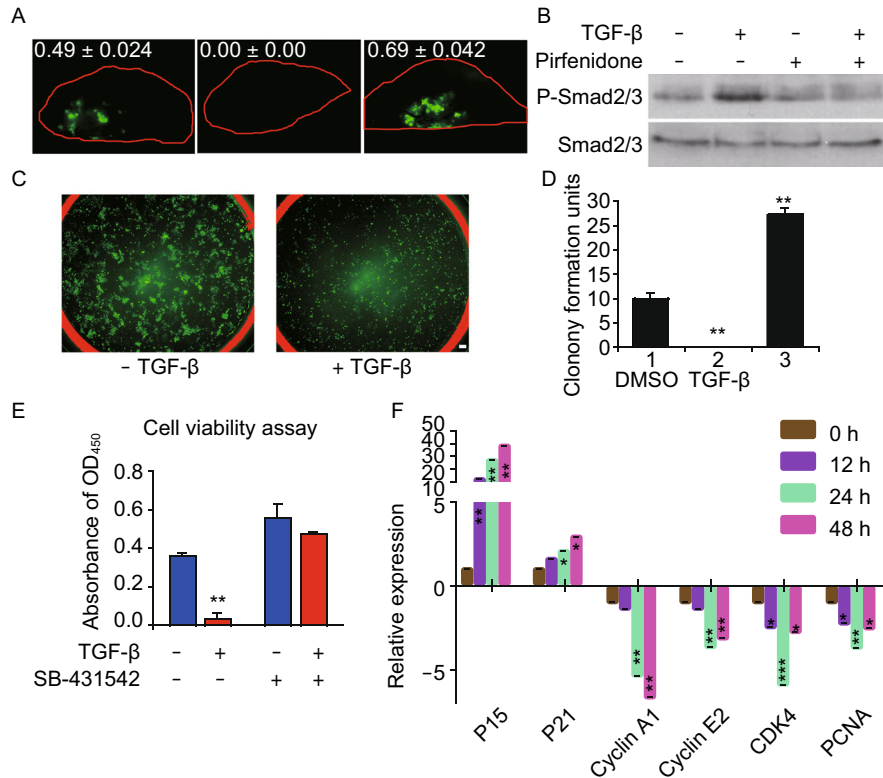 A
0.49 ± 0.024 0.00 ± 0.00 0.69 ± 0.042
B
TGF-β – + – +
Pirfenidone – – + +
P-Smad2/3
Smad2/3
C
– TGF-β + TGF-β
D
Clonony formation units
30
25
20
15
10
5
0
** **
1 2 3
DMSO TGF-β
E
Cell viability assay
Absorbance of OD450
0.8
0.6
0.4
0.2
0.0
**
TGF-β – + – +
SB-431542 – – + +
F
Relative expression
50
40
30
20
10
5
0
−5
0 h
12 h
24 h
48 h
** ** ** * * ** ** ** ** * *** * * ** *
P15 P21 Cyclin A1 Cyclin E2 CDK4 PCNA